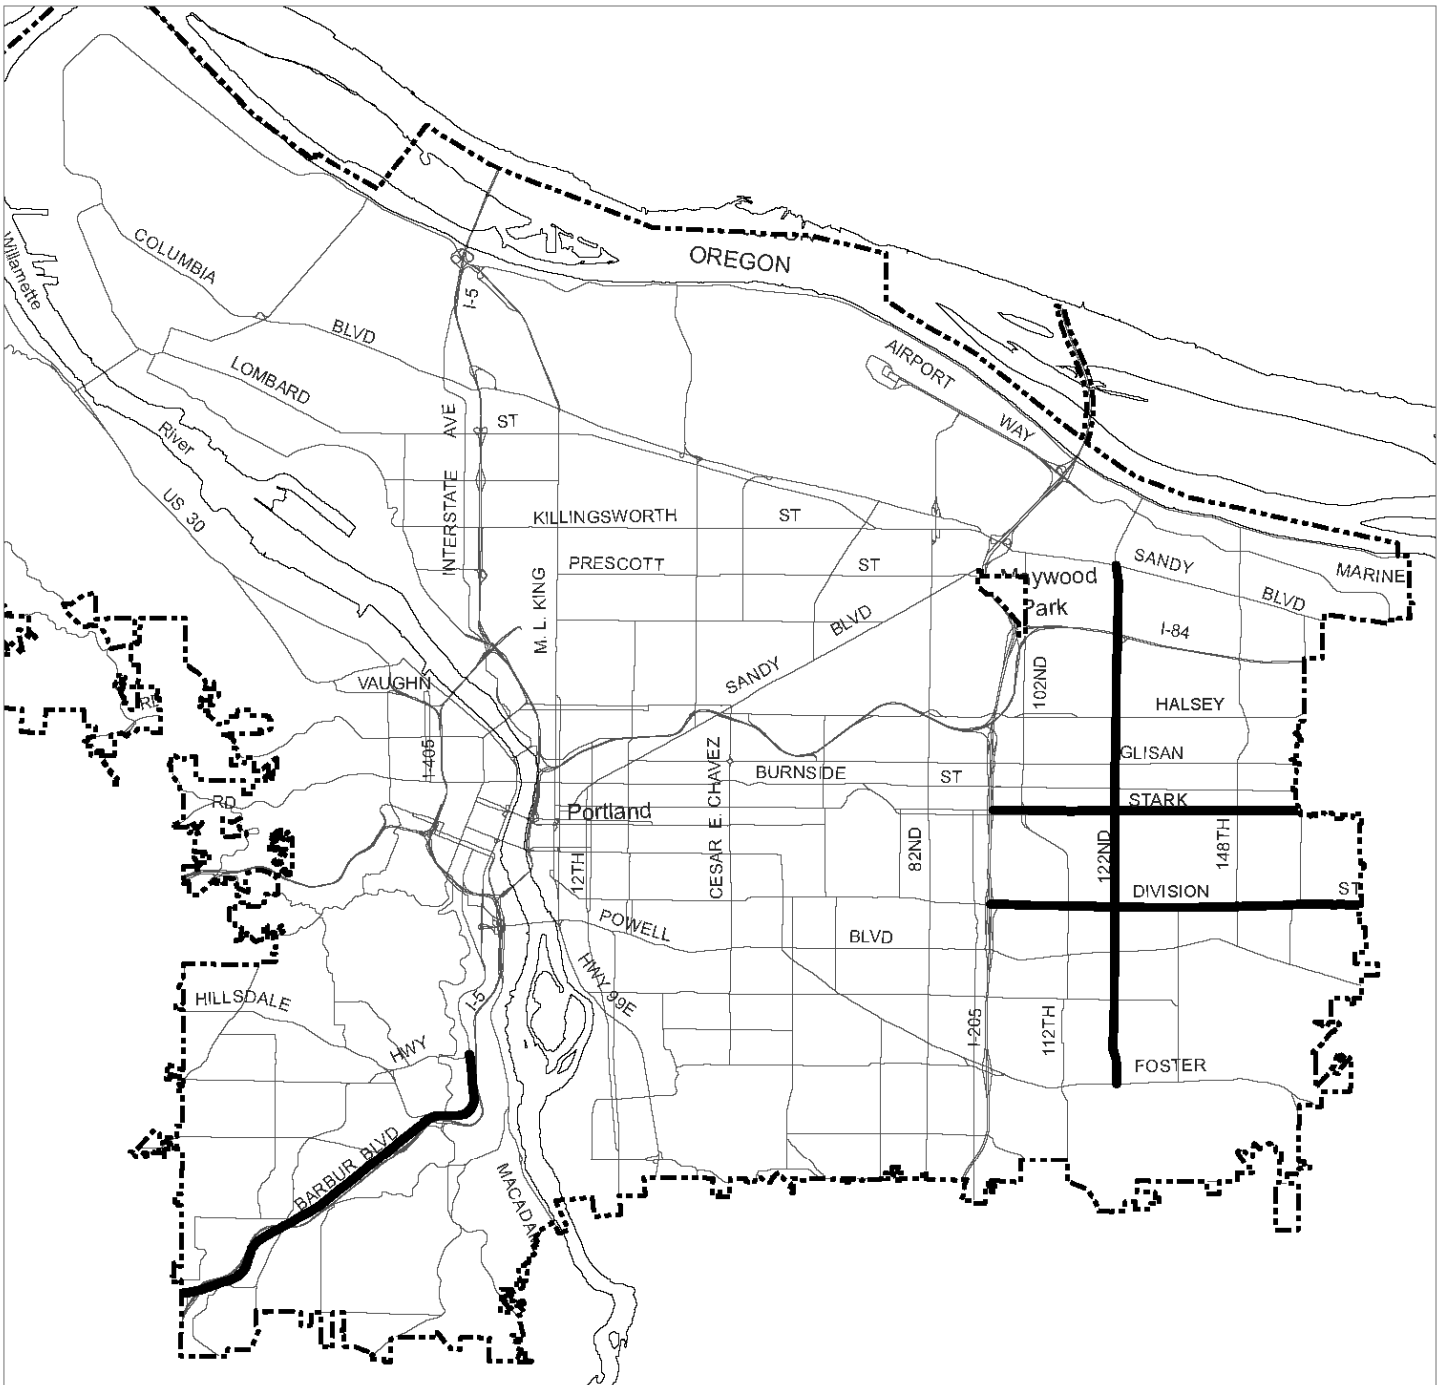 OREGON
COLUMBIA
BLVD
Willamette
I-5
AIRPORT
WAY
LOMBARD
INTERSTATE AVE
ST
River
US 30
KILLINGSWORTH ST
PRESCOTT ST
SANDY
BLVD
MARINE
Park
M. L. KING
SANDY BLVD
I-84
VAUGHN
102ND
HALSEY
I-405
GLISAN
CESAR E. CHAVEZ
BURNSIDE ST
RD
Portland
STARK
12TH
82ND
122ND
148TH
DIVISION ST
POWELL BLVD
HILLSDALE
HWY
I-5
HWY 99E
I-205
112TH
FOSTER
BARBUR BLVD